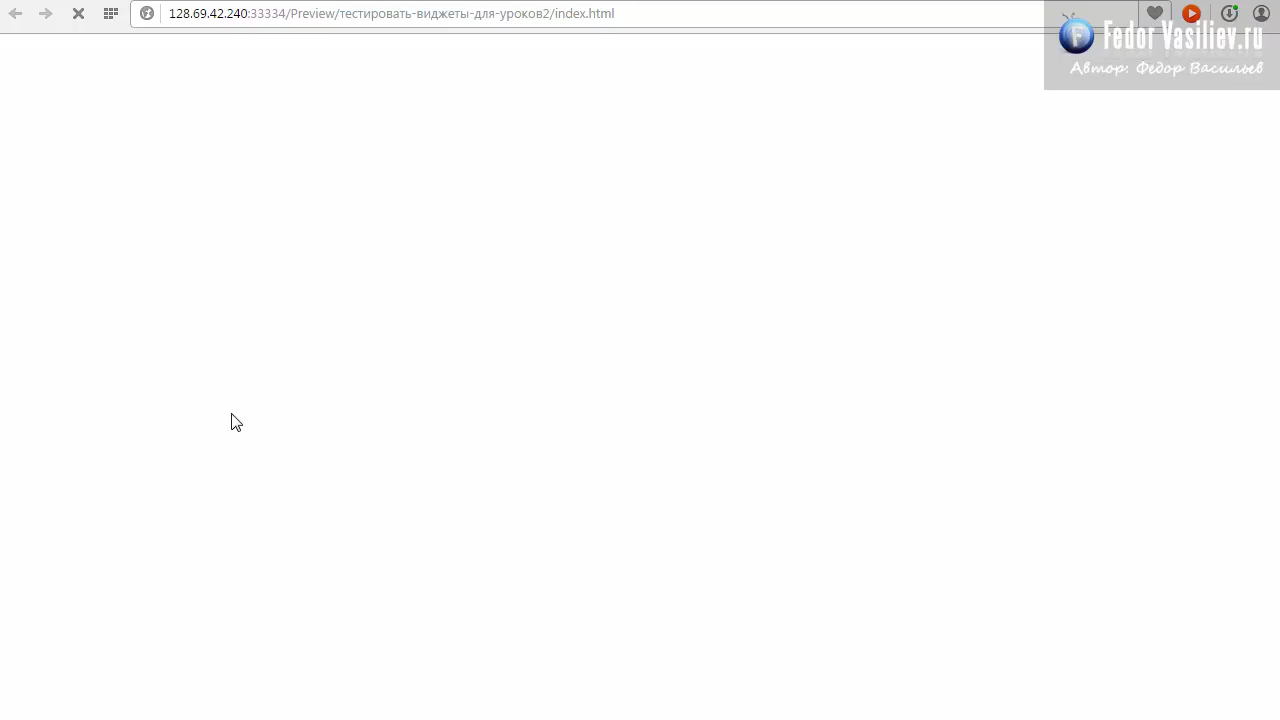 128.69.42.240:33334/Preview/тестировать-виджеты-для-уроков2/index.html
F Fedor Vasiliev.ru
Автор: Федор Васильев